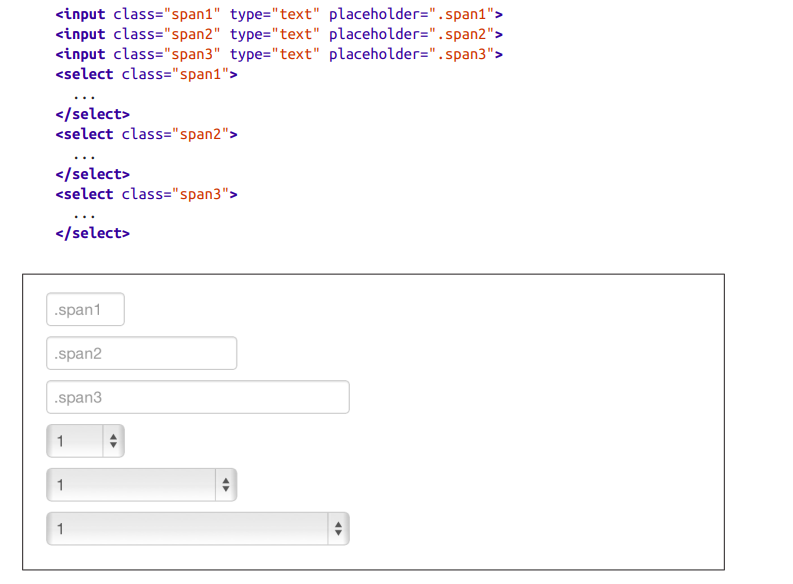 <input class="span1" type="text" placeholder=".span1">
<input class="span2" type="text" placeholder=".span2">
<input class="span3" type="text" placeholder=".span3">
<select class="span1">
  ...
</select>
<select class="span2">
  ...
</select>
<select class="span3">
  ...
</select>
.span1
.span2
.span3
1
1
1